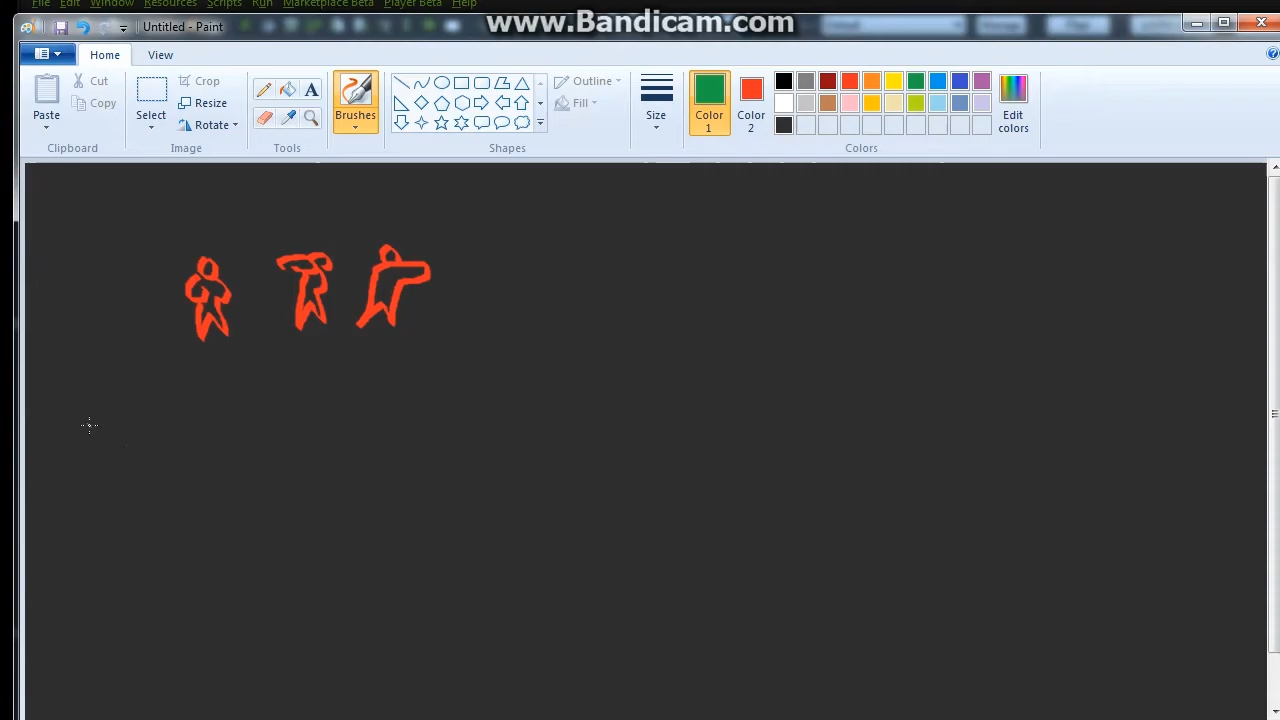 File Edit Window Resources Scripts Run Marketplace Beta Player Beta Help
www.Bandicam.com
Untitled - Paint
Home View
Paste
Cut
Copy
Clipboard
Select
Crop
Resize
Rotate
Image
A
Tools
Brushes
Outline
Fill
Shapes
Size
Color 1
Color 2
Edit colors
Colors